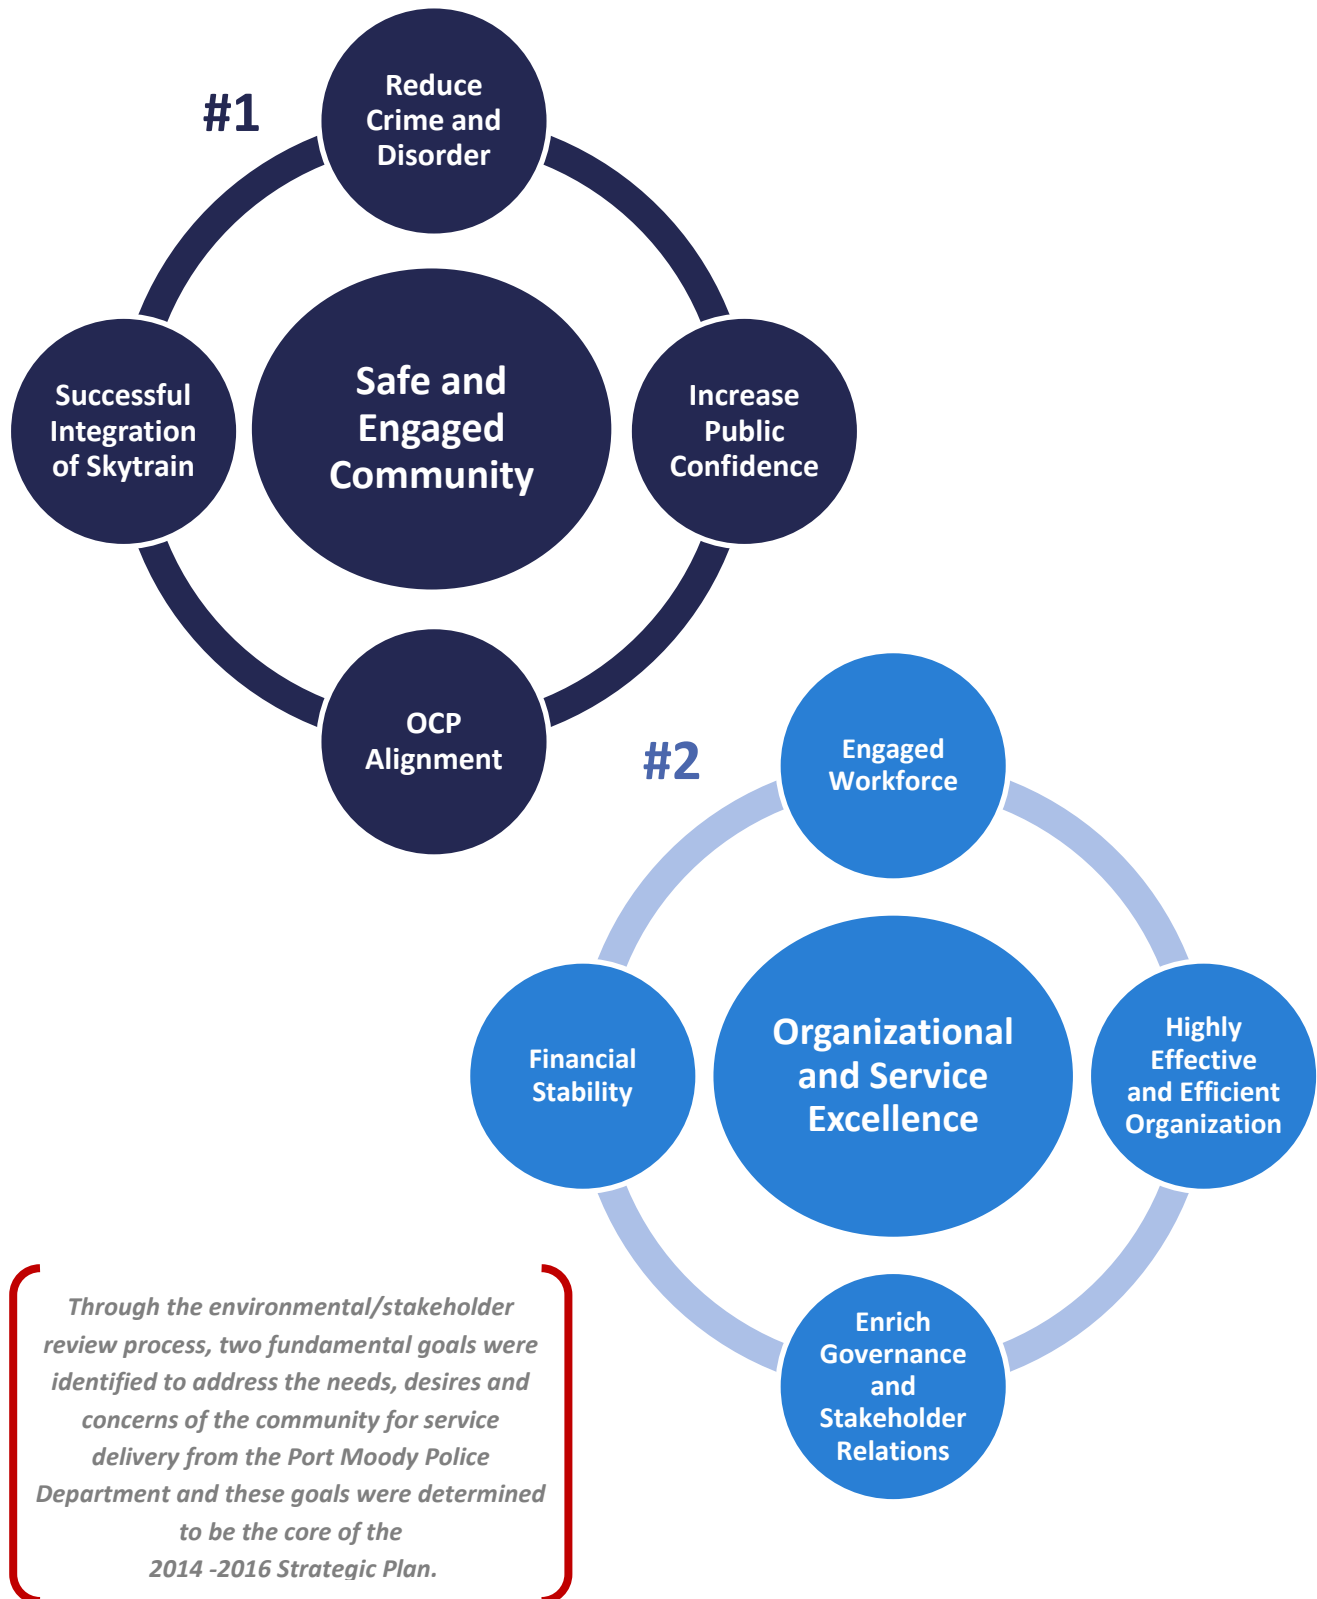 #1
Reduce
Crime and
Disorder
Successful
Integration
of Skytrain
Safe and
Engaged
Community
Increase
Public
Confidence
OCP
Alignment
#2
Engaged
Workforce
Financial
Stability
Organizational
and Service
Excellence
Highly
Effective
and Efficient
Organization
Enrich
Governance
and
Stakeholder
Relations
Through the environmental/stakeholder
review process, two fundamental goals were
identified to address the needs, desires and
concerns of the community for service
delivery from the Port Moody Police
Department and these goals were determined
to be the core of the
2014 -2016 Strategic Plan.